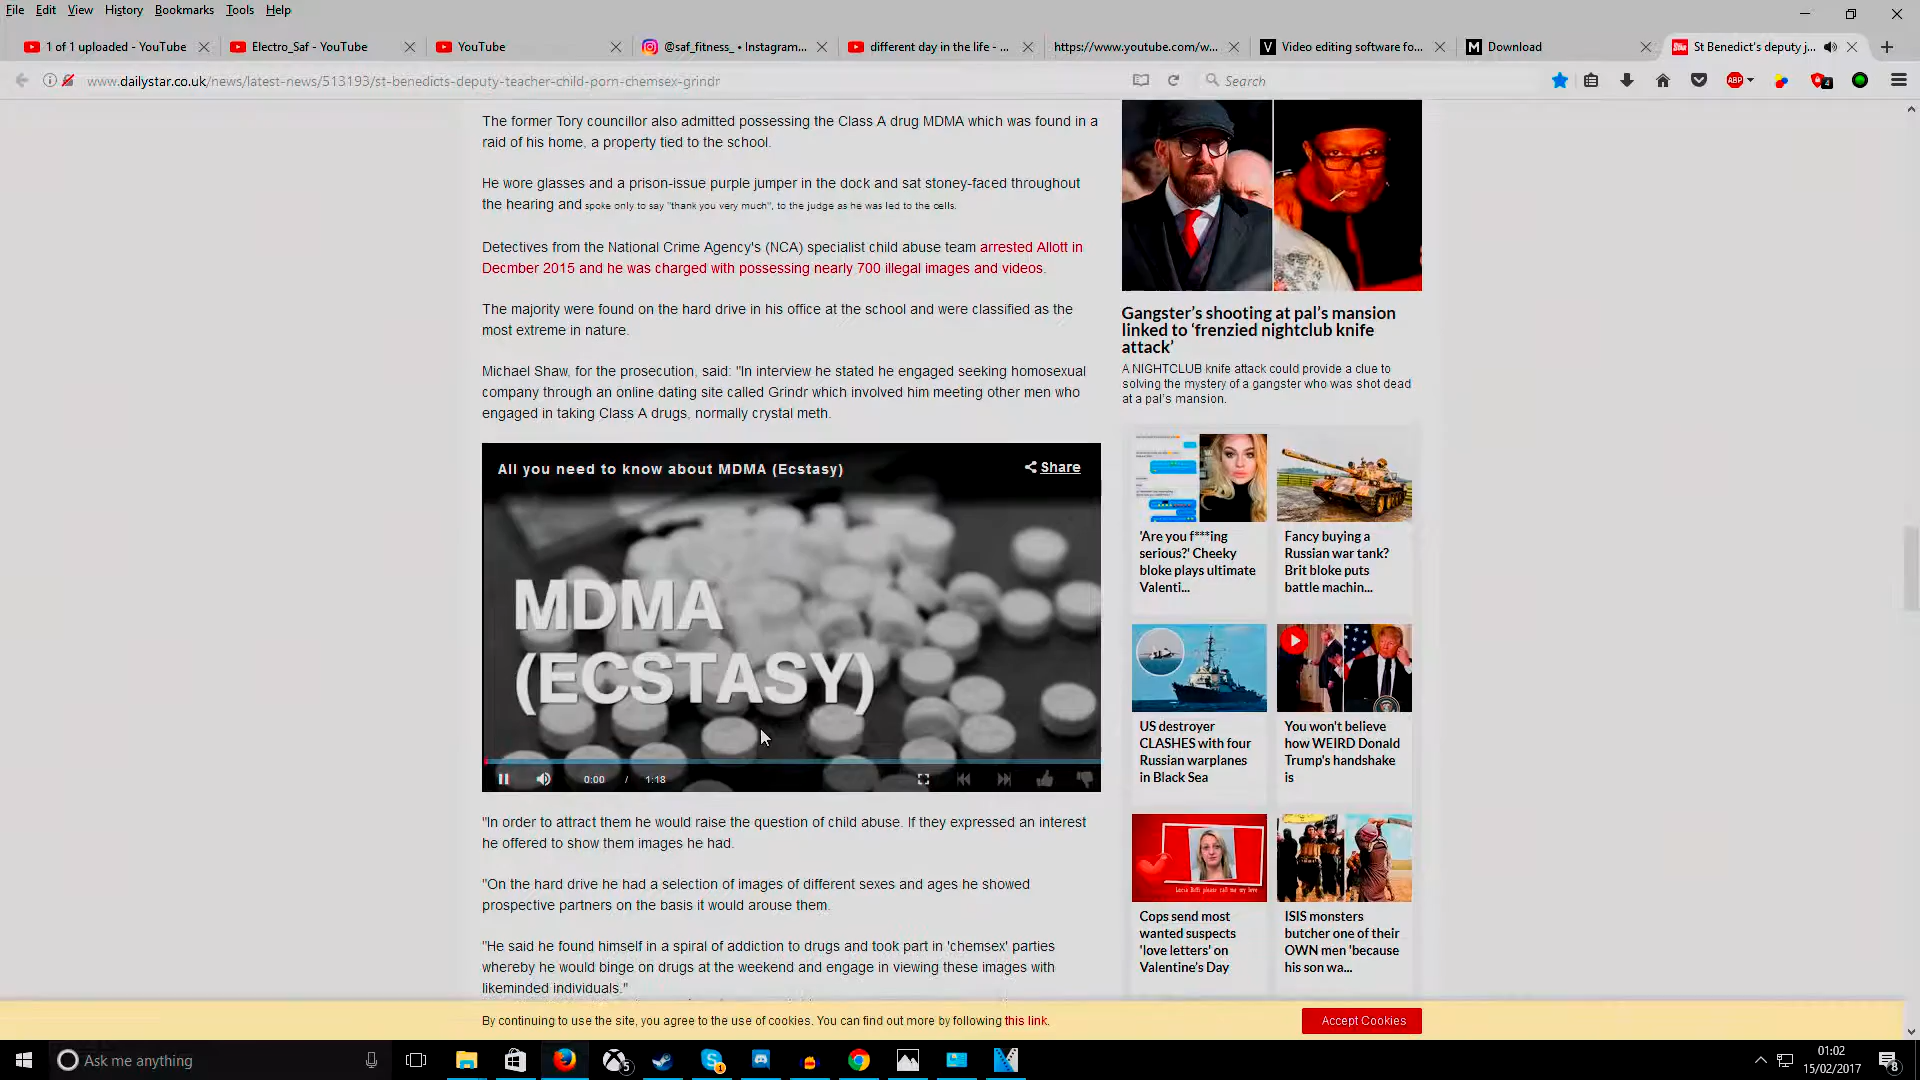 File Edit View History Bookmarks Tools Help
1 of 1 uploaded - YouTube
Electro_Saf - YouTube
YouTube
@saf_fitness_ • Instagram...
different day in the life - ...
https://www.youtube.com/w...
Video editing software fo...
Download
St Benedict's deputy j...
www.dailystar.co.uk/news/latest-news/513193/st-benedicts-deputy-teacher-child-porn-chemsex-grindr
Search
ABP
4
The former Tory councillor also admitted possessing the Class A drug MDMA which was found in a
raid of his home, a property tied to the school.
He wore glasses and a prison-issue purple jumper in the dock and sat stoney-faced throughout
the hearing and spoke only to say "thank you very much", to the judge as he was led to the cells.
Detectives from the National Crime Agency's (NCA) specialist child abuse team arrested Allott in
Decmber 2015 and he was charged with possessing nearly 700 illegal images and videos.
The majority were found on the hard drive in his office at the school and were classified as the
most extreme in nature.
Michael Shaw, for the prosecution, said: "In interview he stated he engaged seeking homosexual
company through an online dating site called Grindr which involved him meeting other men who
engaged in taking Class A drugs, normally crystal meth.
All you need to know about MDMA (Ecstasy)
Share
MDMA
(ECSTASY)
0:00 / 1:18
"In order to attract them he would raise the question of child abuse. If they expressed an interest
he offered to show them images he had.
"On the hard drive he had a selection of images of different sexes and ages he showed
prospective partners on the basis it would arouse them.
"He said he found himself in a spiral of addiction to drugs and took part in 'chemsex' parties
whereby he would binge on drugs at the weekend and engage in viewing these images with
likeminded individuals."
Gangster's shooting at pal's mansion
linked to 'frenzied nightclub knife
attack'
A NIGHTCLUB knife attack could provide a clue to
solving the mystery of a gangster who was shot dead
at a pal's mansion.
'Are you f***ing
serious?' Cheeky
bloke plays ultimate
Valenti...
Fancy buying a
Russian war tank?
Brit bloke puts
battle machin...
US destroyer
CLASHES with four
Russian warplanes
in Black Sea
You won't believe
how WEIRD Donald
Trump's handshake
is
Cops send most
wanted suspects
'love letters' on
Valentine's Day
ISIS monsters
butcher one of their
OWN men 'because
his son wa...
By continuing to use the site, you agree to the use of cookies. You can find out more by following this link.
Accept Cookies
Ask me anything
5
1
01:02
15/02/2017
8